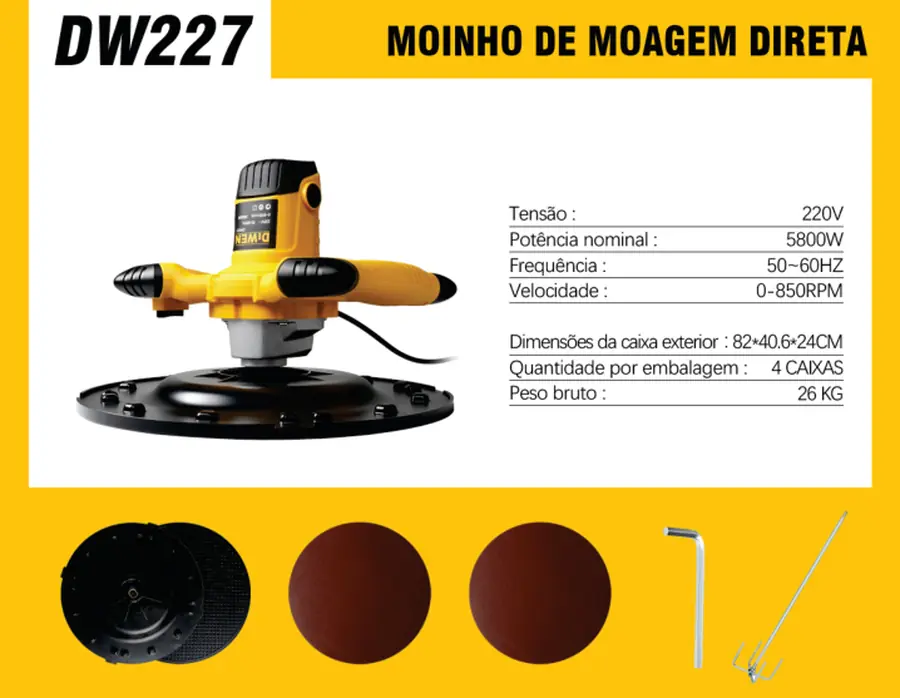 DW227
MOINHO DE MOAGEM DIRETA
DIWEN
Tensão : 220V
Potência nominal : 5800W
Frequência : 50~60HZ
Velocidade : 0-850RPM
Dimensões da caixa exterior : 82*40.6*24CM
Quantidade por embalagem : 4 CAIXAS
Peso bruto : 26 KG